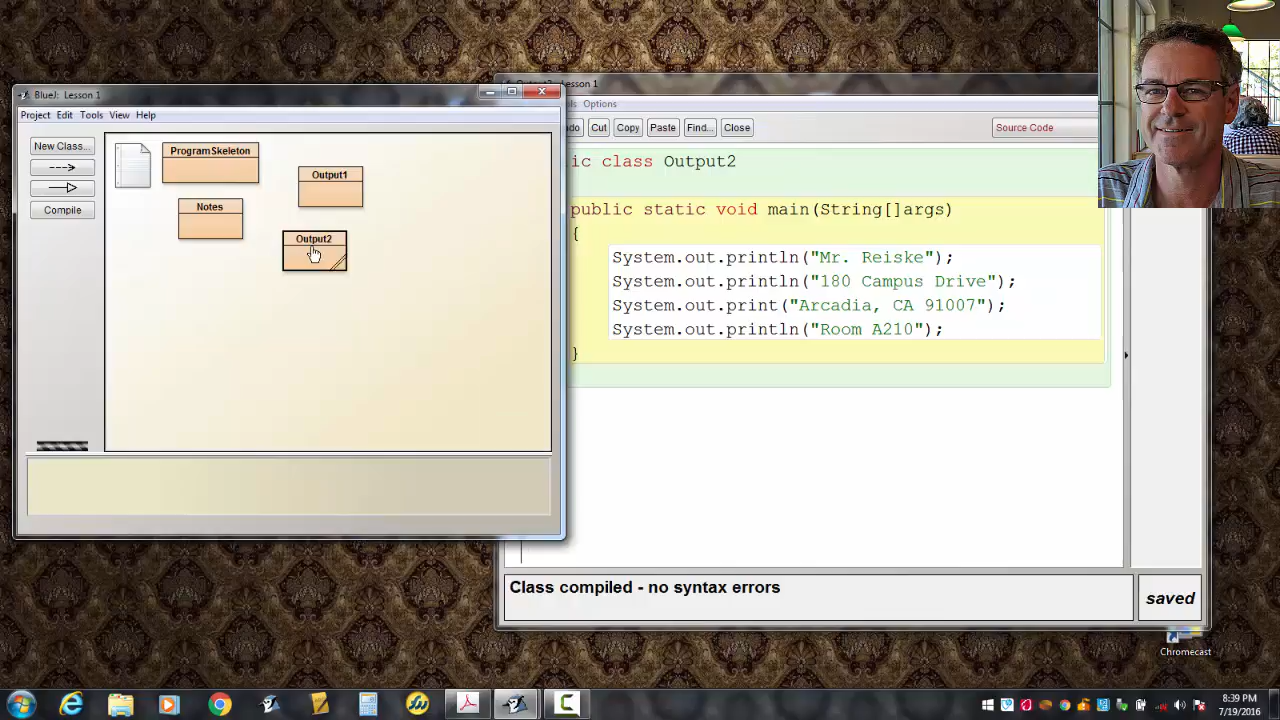 BlueJ: Lesson 1
Project Edit Tools View Help
New Class...
Compile
ProgramSkeleton
Output1
Notes
Output2
Lesson 1
Options
Cut Copy Paste Find... Close
Source Code
ic class Output2
public static void main(String[]args)
{
System.out.println("Mr. Reiske");
System.out.println("180 Campus Drive");
System.out.print("Arcadia, CA 91007");
System.out.println("Room A210");
}
Class compiled - no syntax errors
saved
Chromecast
8:39 PM
7/19/2016